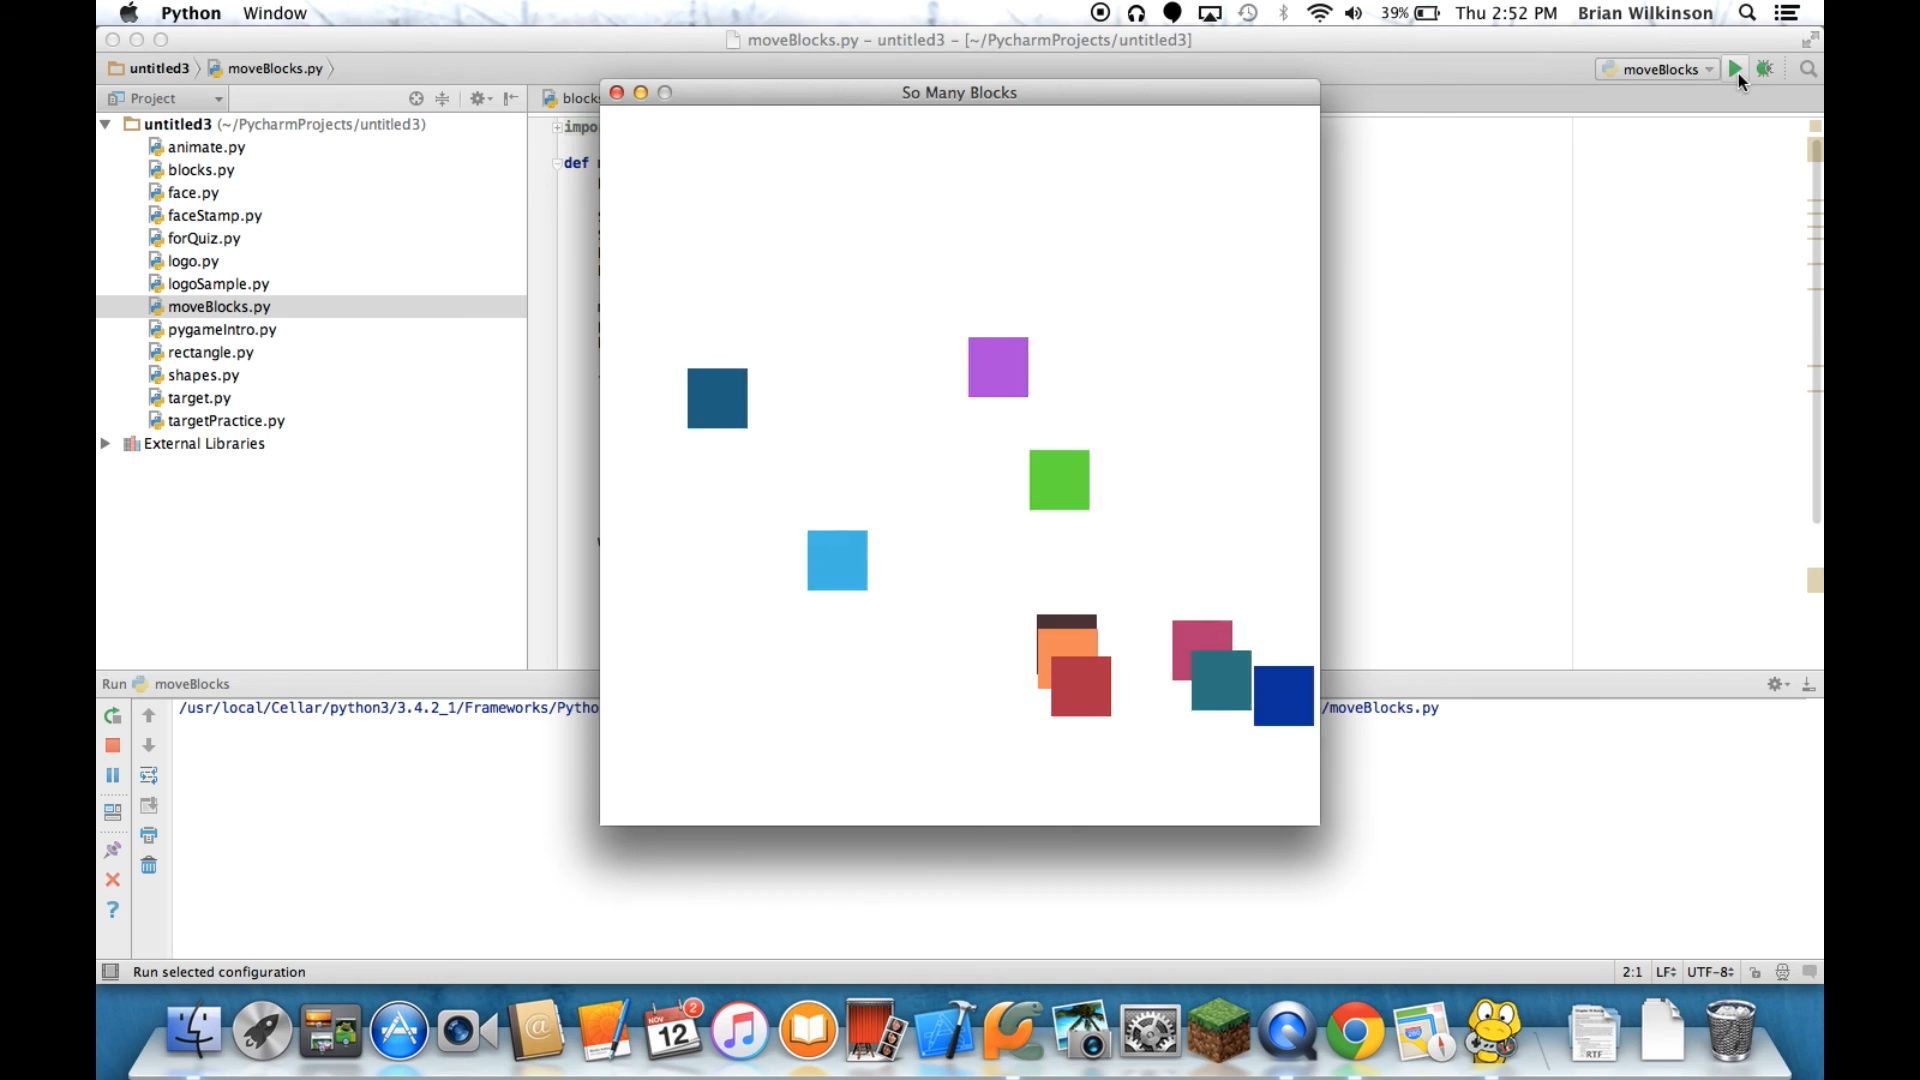 Python Window 39% Thu 2:52 PM Brian Wilkinson
moveBlocks.py – untitled3 – [~/PycharmProjects/untitled3]
untitled3 moveBlocks.py moveBlocks
Project
So Many Blocks
untitled3 (~/PycharmProjects/untitled3)
impo
animate.py
def
blocks.py
face.py
faceStamp.py
forQuiz.py
logo.py
logoSample.py
moveBlocks.py
pygameIntro.py
rectangle.py
shapes.py
target.py
targetPractice.py
External Libraries
Run moveBlocks
/usr/local/Cellar/python3/3.4.2_1/Frameworks/Pytho /moveBlocks.py
Run selected configuration 2:1 LF UTF-8
NOV
12
2
RTF